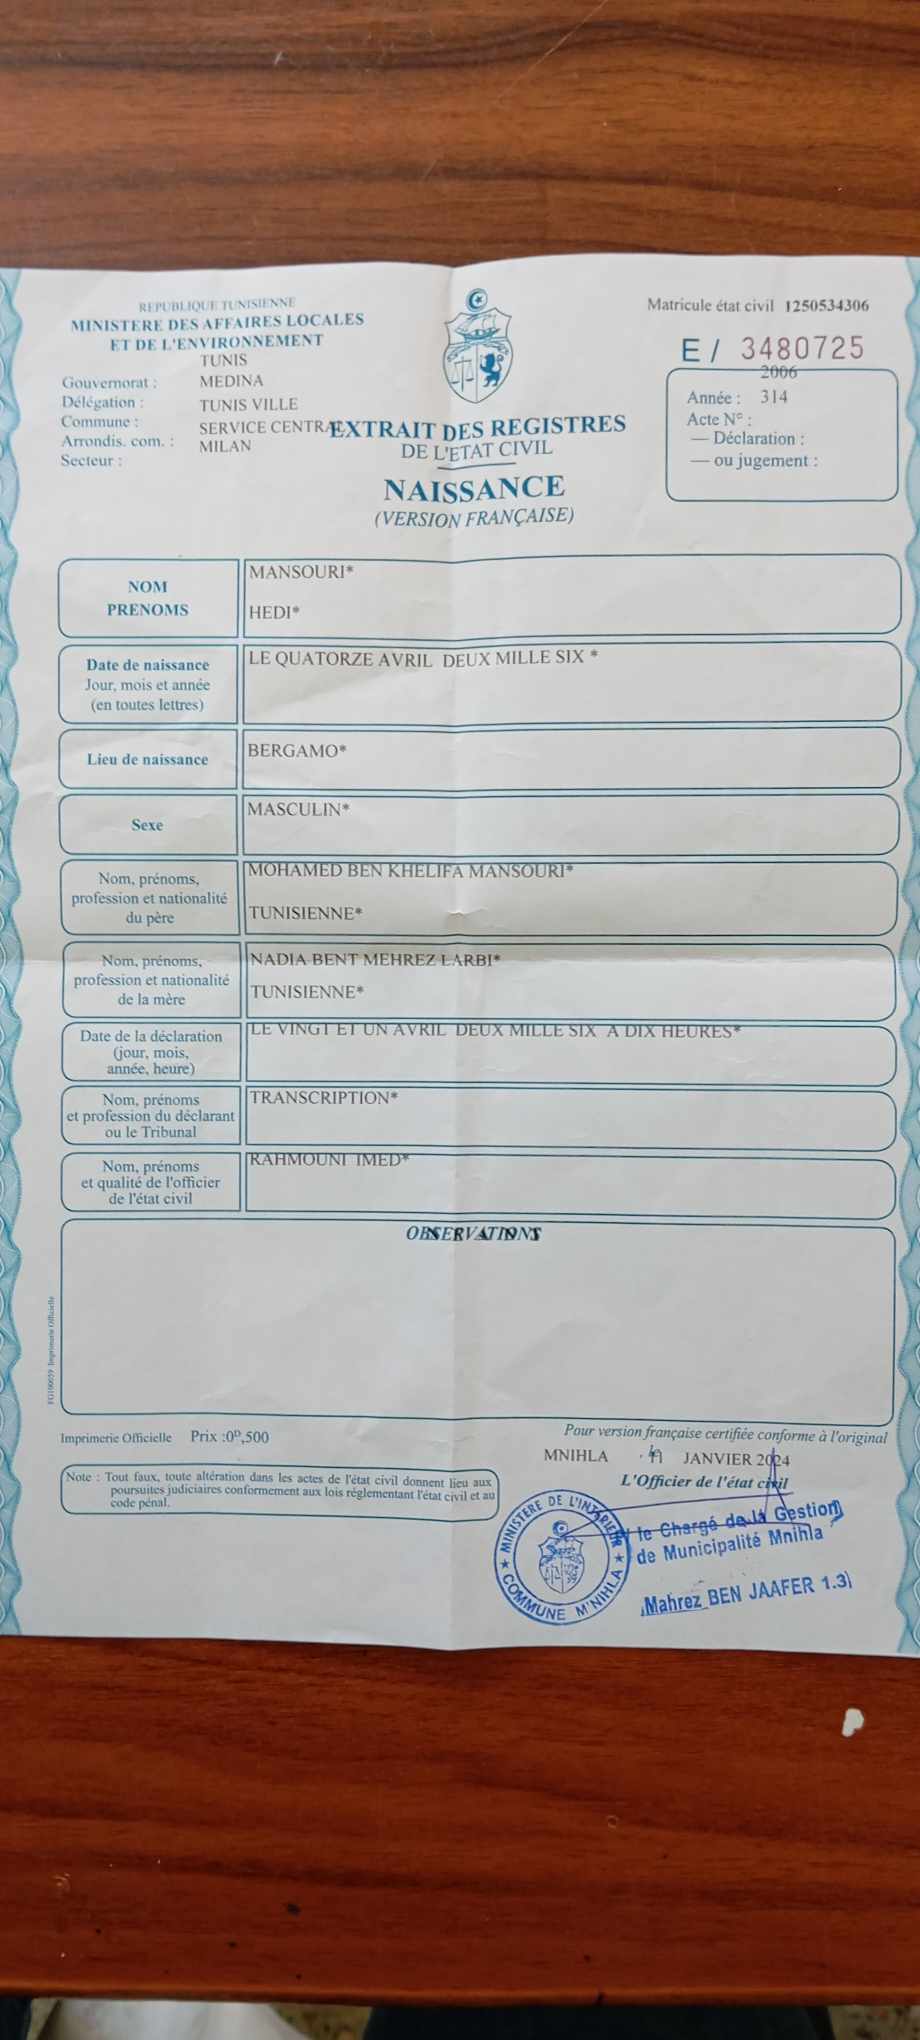 REPUBLIQUE TUNISIENNE
MINISTERE DES AFFAIRES LOCALES
ET DE L'ENVIRONNEMENT
TUNIS
Gouvernorat : MEDINA
Délégation : TUNIS VILLE
Commune : SERVICE CENTRAL
Arrondis. com. : MILAN
Secteur :
EXTRAIT DES REGISTRES
DE L'ETAT CIVIL
NAISSANCE
(VERSION FRANÇAISE)
Matricule état civil 1250534306
E / 3480725
2006
Année : 314
Acte N° :
— Déclaration :
— ou jugement :
NOM
PRENOMS
MANSOURI*
HEDI*
Date de naissance
Jour, mois et année
(en toutes lettres)
LE QUATORZE AVRIL DEUX MILLE SIX *
Lieu de naissance
BERGAMO*
Sexe
MASCULIN*
Nom, prénoms,
profession et nationalité
du père
MOHAMED BEN KHELIFA MANSOURI*
TUNISIENNE*
Nom, prénoms,
profession et nationalité
de la mère
NADIA BENT MEHREZ LARBI*
TUNISIENNE*
Date de la déclaration
(jour, mois,
année, heure)
LE VINGT ET UN AVRIL DEUX MILLE SIX A DIX HEURES*
Nom, prénoms
et profession du déclarant
ou le Tribunal
TRANSCRIPTION*
Nom, prénoms
et qualité de l'officier
de l'état civil
RAHMOUNI IMED*
OBSERVATIONS
FG100059 Imprimerie Officielle
Imprimerie Officielle Prix :0ᴰ,500
Note : Tout faux, toute altération dans les actes de l'état civil donnent lieu aux
poursuites judiciaires conformement aux lois réglementant l'état civil et au
code pénal.
Pour version française certifiée conforme à l'original
MNIHLA JANVIER 2024
L'Officier de l'état civil
MINISTERE DE L'INTERIEUR
COMMUNE M'NIHLA
le Chargé de la Gestion
de Municipalité Mnihla
Mahrez BEN JAAFER 1.3